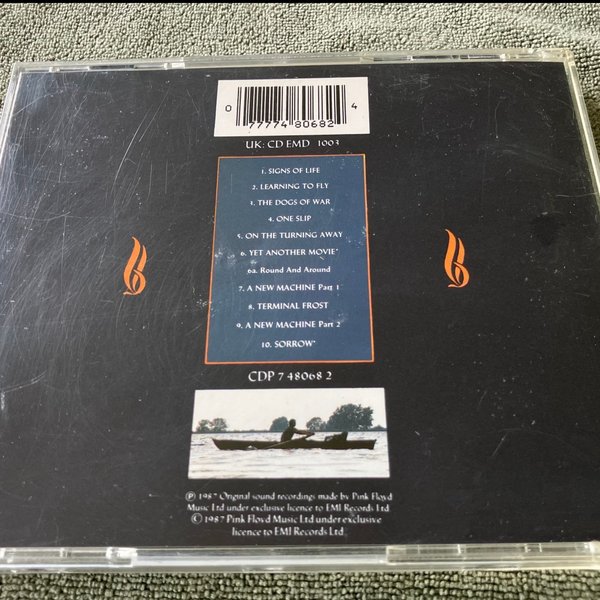 0 77774 80682 4
UK: CD EMD 1003
1. SIGNS OF LIFE
2. LEARNING TO FLY
3. THE DOGS OF WAR
4. ONE SLIP
5. ON THE TURNING AWAY
6. YET ANOTHER MOVIE*
6a. Round And Around
7. A NEW MACHINE Part 1
8. TERMINAL FROST
9. A NEW MACHINE Part 2
10. SORROW*
CDP 7 48068 2
Ⓟ 1987 Original sound recordings made by Pink Floyd
Music Ltd under exclusive licence to EMI Records Ltd
© 1987 Pink Floyd Music Ltd under exclusive
licence to EMI Records Ltd.